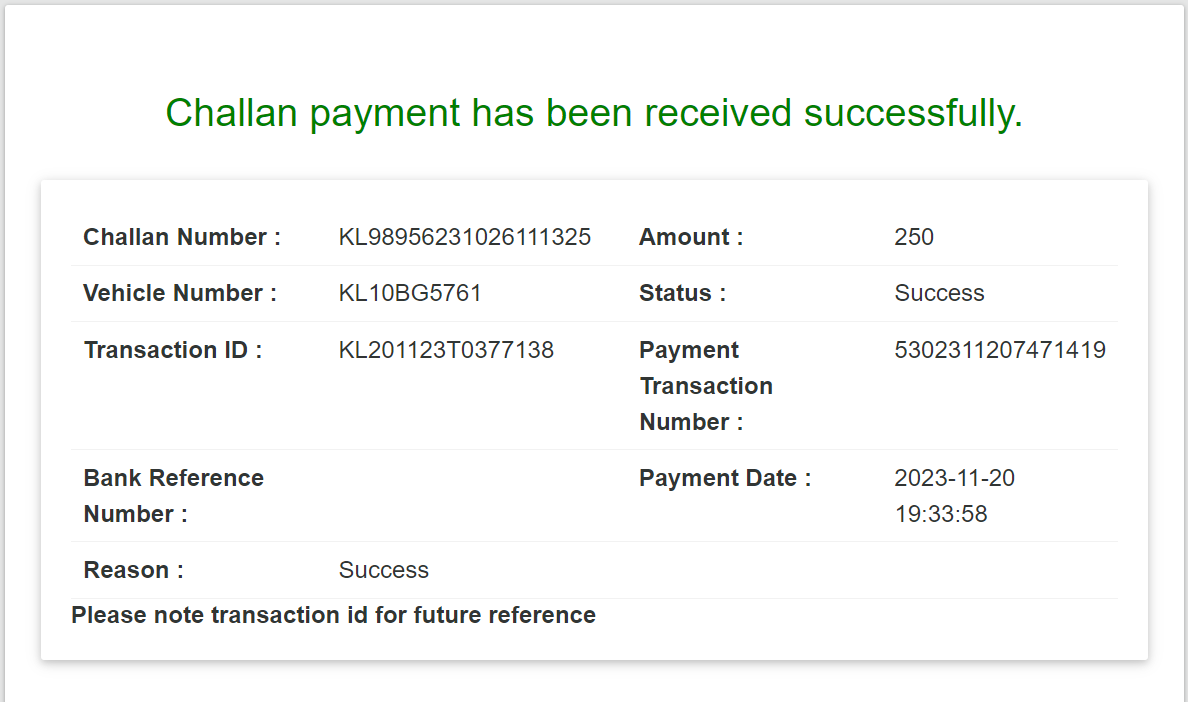 Challan payment has been received successfully.
Challan Number : KL98956231026111325 Amount : 250
Vehicle Number : KL10BG5761 Status : Success
Transaction ID : KL201123T0377138 Payment 5302311207471419
Transaction
Number :
Bank Reference Payment Date : 2023-11-20
Number : 19:33:58
Reason : Success
Please note transaction id for future reference